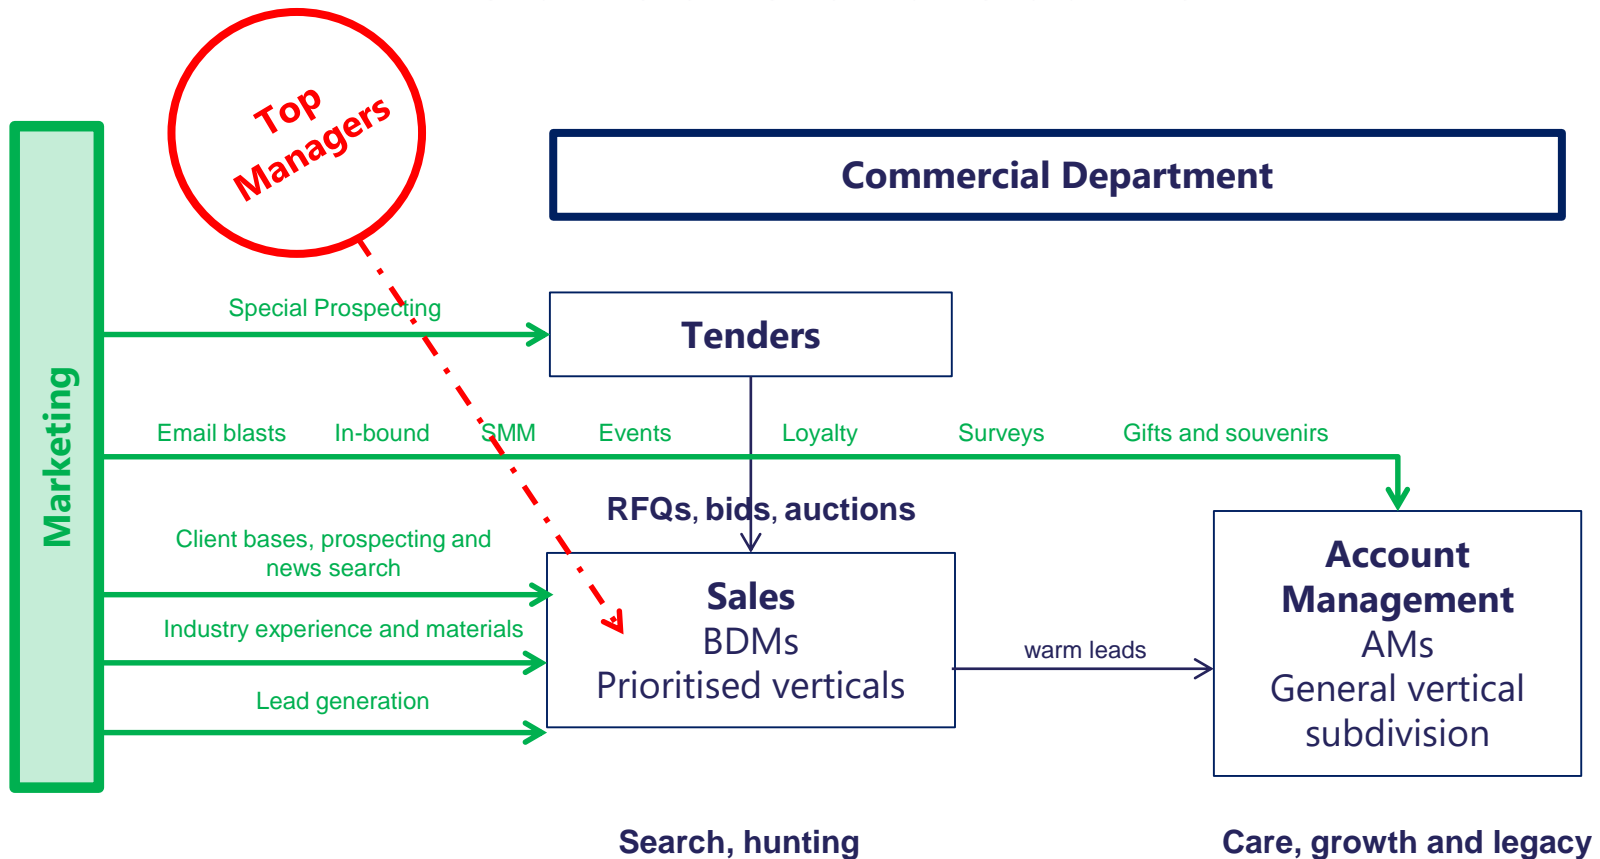 Top
Managers
Commercial Department
Marketing
Special Prospecting
Tenders
Email blasts In-bound SMM Events Loyalty Surveys Gifts and souvenirs
RFQs, bids, auctions
Client bases, prospecting and
news search
Industry experience and materials
Lead generation
Sales
BDMs
Prioritised verticals
warm leads
Account
Management
AMs
General vertical
subdivision
Search, hunting
Care, growth and legacy